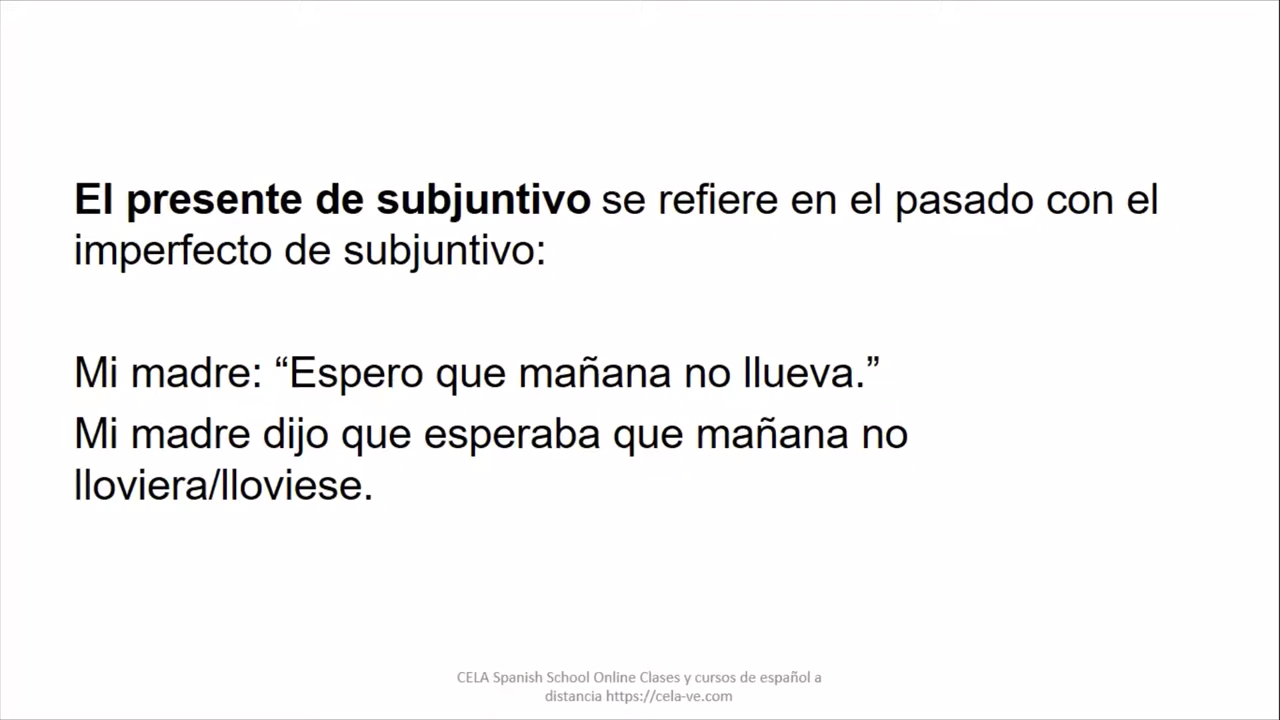 El presente de subjuntivo se refiere en el pasado con el
imperfecto de subjuntivo:
Mi madre: “Espero que mañana no llueva.”
Mi madre dijo que esperaba que mañana no
lloviera/lloviese.
CELA Spanish School Online Clases y cursos de español a
distancia https://cela-ve.com